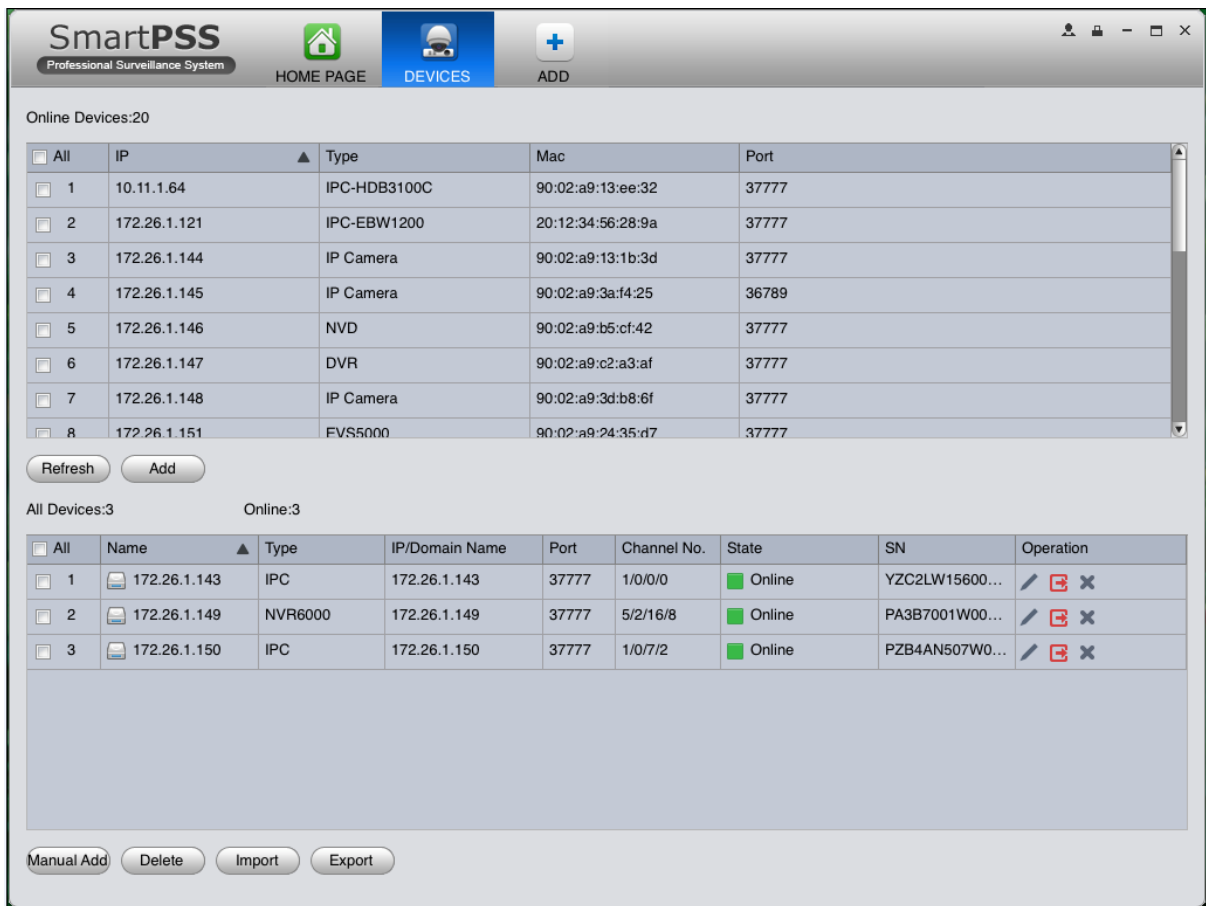 SmartPSS
Professional Surveillance System
HOME PAGE
DEVICES
ADD
Online Devices:20
All IP Type Mac Port
1 10.11.1.64 IPC-HDB3100C 90:02:a9:13:ee:32 37777
2 172.26.1.121 IPC-EBW1200 20:12:34:56:28:9a 37777
3 172.26.1.144 IP Camera 90:02:a9:13:1b:3d 37777
4 172.26.1.145 IP Camera 90:02:a9:3a:f4:25 36789
5 172.26.1.146 NVD 90:02:a9:b5:cf:42 37777
6 172.26.1.147 DVR 90:02:a9:c2:a3:af 37777
7 172.26.1.148 IP Camera 90:02:a9:3d:b8:6f 37777
8 172.26.1.151 EVS5000 90:02:a9:24:35:d7 37777
Refresh Add
All Devices:3 Online:3
All Name Type IP/Domain Name Port Channel No. State SN Operation
1 172.26.1.143 IPC 172.26.1.143 37777 1/0/0/0 Online YZC2LW15600...
2 172.26.1.149 NVR6000 172.26.1.149 37777 5/2/16/8 Online PA3B7001W00...
3 172.26.1.150 IPC 172.26.1.150 37777 1/0/7/2 Online PZB4AN507W0...
Manual Add Delete Import Export